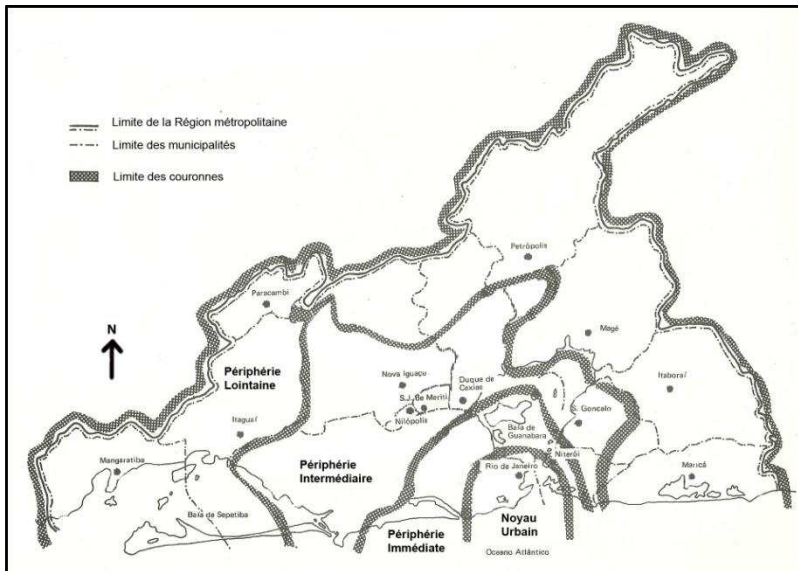 Limite de la Région métropolitaine
Limite des municipalités
Limite des couronnes
N
Petrópolis
Paracambi
Magé
Périphérie
Lointaine
Nova Iguaçu
Duque de
Caxias
Itaboraí
S.J. de Meriti
Nilópolis
S. Goncalo
Itaguaí
Baía de
Guanabara
Périphérie
Intermédiaire
Niterói
Mangaratiba
Rio de Janeiro
Maricá
Baía de Sepetiba
Périphérie
Immédiate
Noyau
Urbain
Oceano Atlântico